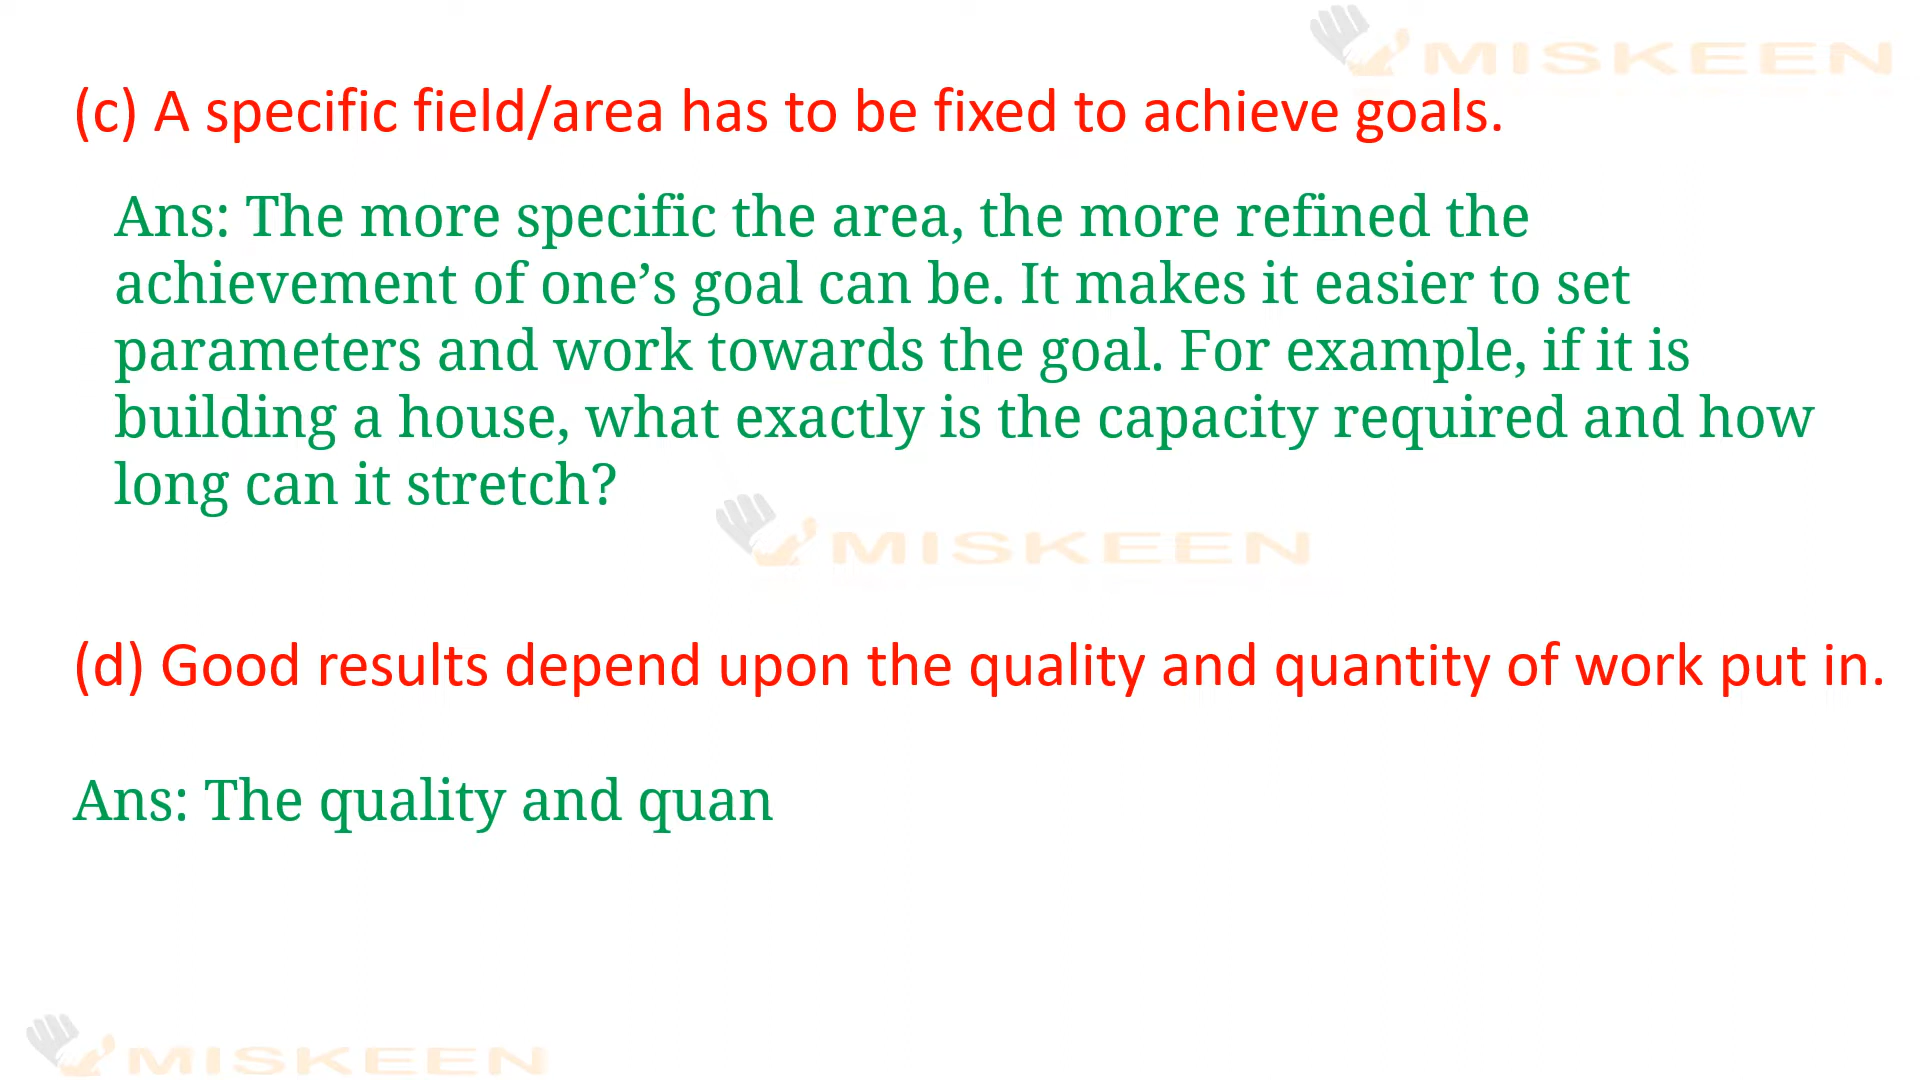 MISKEEN
(c) A specific field/area has to be fixed to achieve goals.
Ans: The more specific the area, the more refined the
achievement of one’s goal can be. It makes it easier to set
parameters and work towards the goal. For example, if it is
building a house, what exactly is the capacity required and how
long can it stretch?
MISKEEN
(d) Good results depend upon the quality and quantity of work put in.
Ans: The quality and quan
MISKEEN